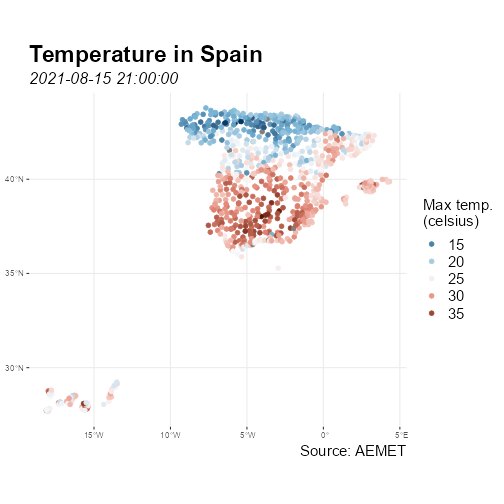 Temperature in Spain
2021-08-15 21:00:00
40°N
35°N
30°N
15°W
10°W
5°W
0°
5°E
Max temp.
(celsius)
15
20
25
30
35
Source: AEMET